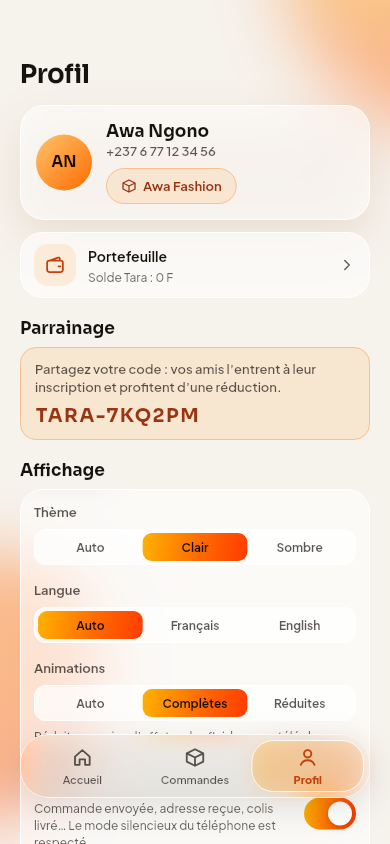 Profil
AN
Awa Ngono
+237 6 77 12 34 56
Awa Fashion
Portefeuille
Solde Tara : 0 F
Parrainage
Partagez votre code : vos amis l'entrent à leur
inscription et profitent d'une réduction.
TARA-7KQ2PM
Affichage
Thème
Auto
Clair
Sombre
Langue
Auto
Français
English
Animations
Auto
Complètes
Réduites
Accueil
Commandes
Profil
Commande envoyée, adresse reçue, colis
livré… Le mode silencieux du téléphone est
respecté.